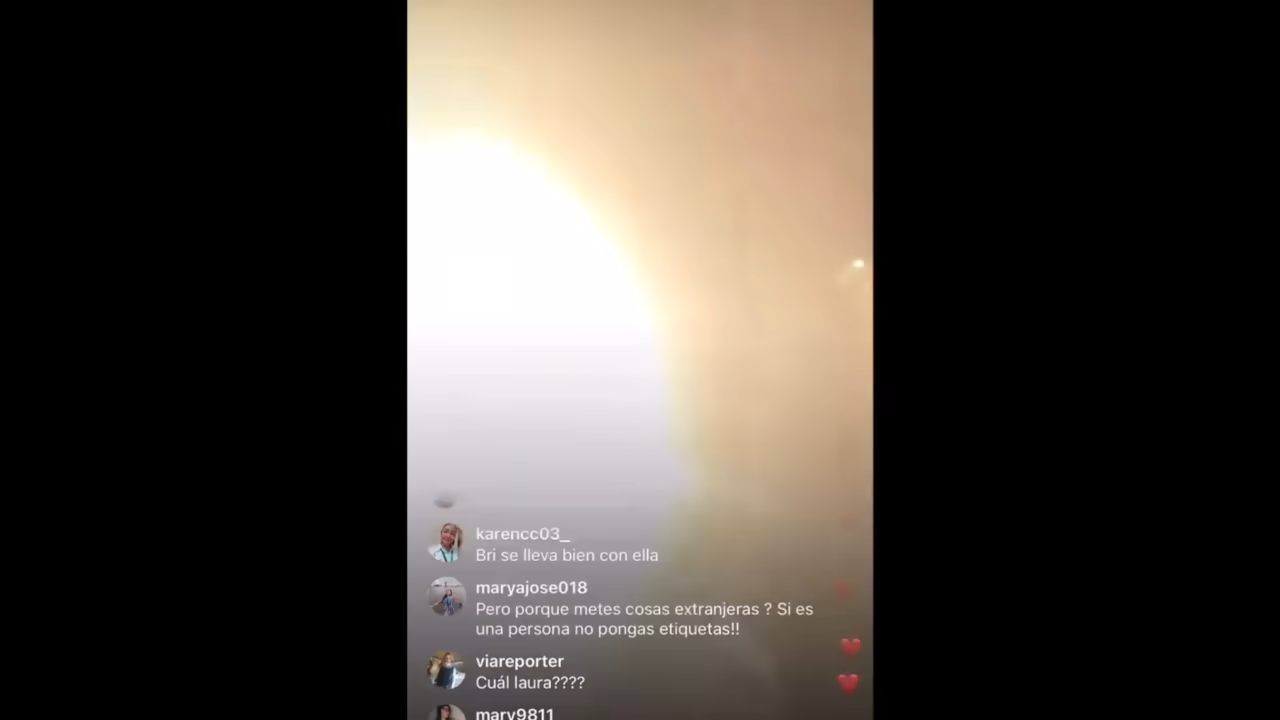 karencc03_
Bri se lleva bien con ella
maryajose018
Pero porque metes cosas extranjeras ? Si es
una persona no pongas etiquetas!!
viareporter
Cuál laura????
mary9811